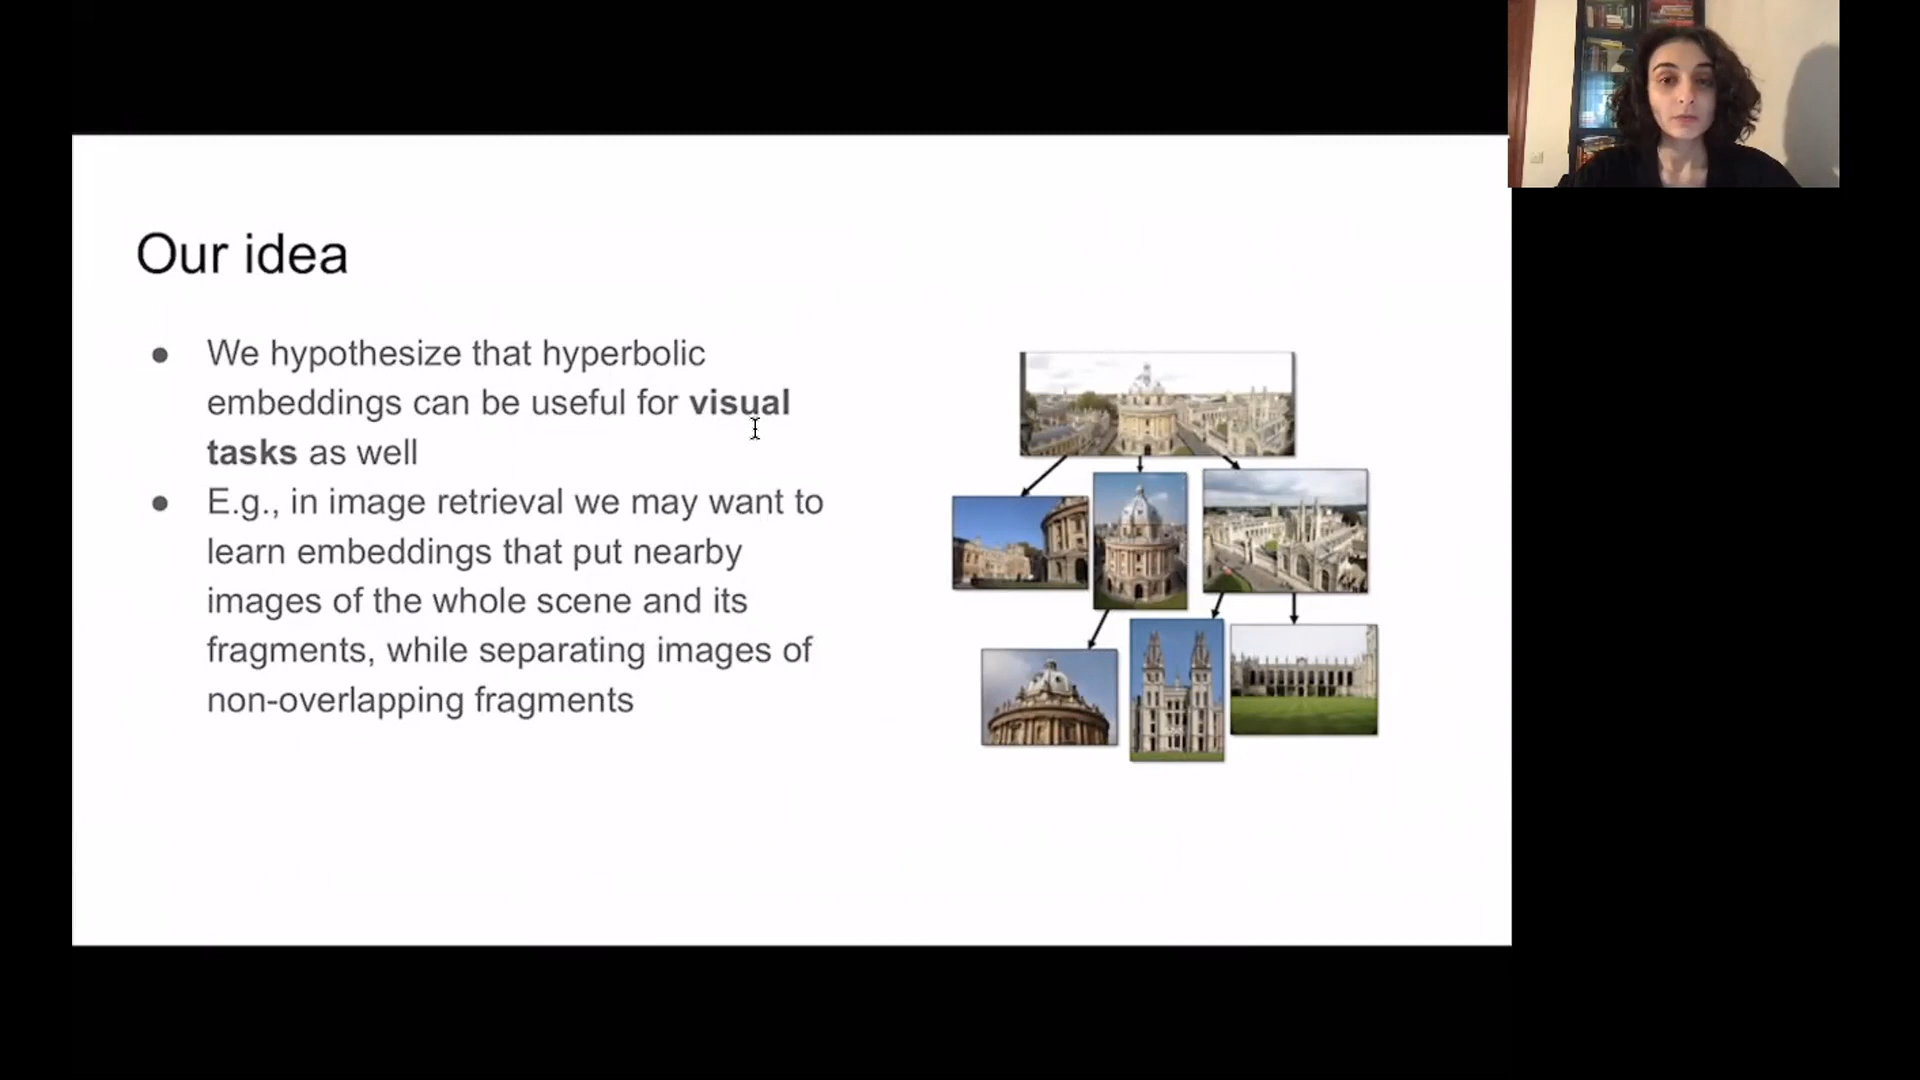 Our idea
● We hypothesize that hyperbolic
embeddings can be useful for visual
tasks as well
● E.g., in image retrieval we may want to
learn embeddings that put nearby
images of the whole scene and its
fragments, while separating images of
non-overlapping fragments